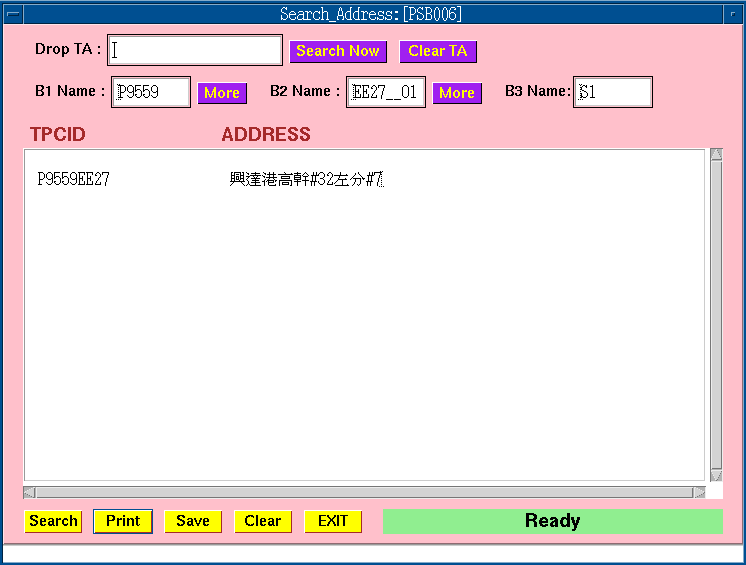 Search_Address:[PSB006]
Drop TA : Search Now Clear TA
B1 Name : P9559 More B2 Name : EE27__01 More B3 Name: S1
TPCID ADDRESS
P9559EE27 興達港高幹#32左分#7
Search Print Save Clear EXIT Ready